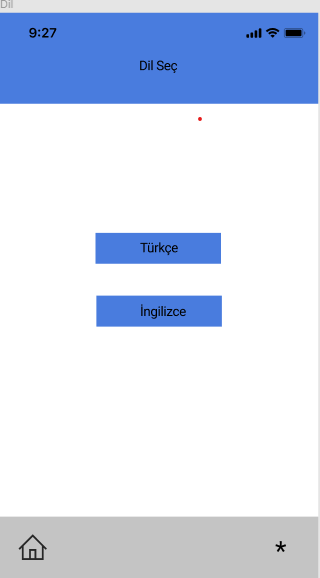 Dil
9:27
Dil Seç
Türkçe
İngilizce
*